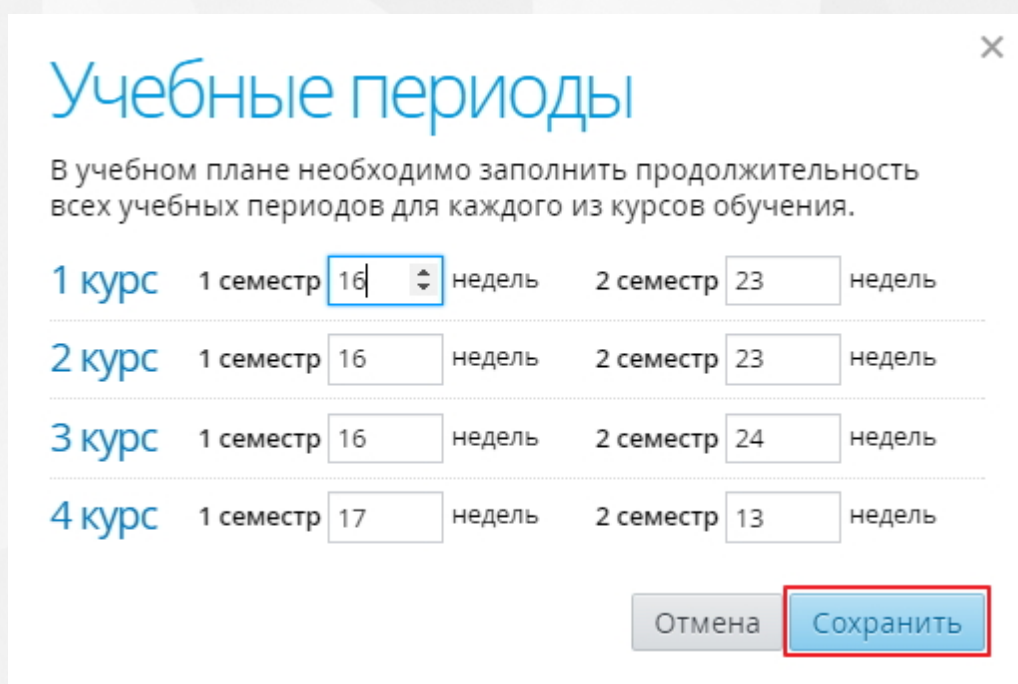 Учебные периоды
В учебном плане необходимо заполнить продолжительность
всех учебных периодов для каждого из курсов обучения.
1 курс 1 семестр 16 недель 2 семестр 23 недель
2 курс 1 семестр 16 недель 2 семестр 23 недель
3 курс 1 семестр 16 недель 2 семестр 24 недель
4 курс 1 семестр 17 недель 2 семестр 13 недель
Отмена Сохранить